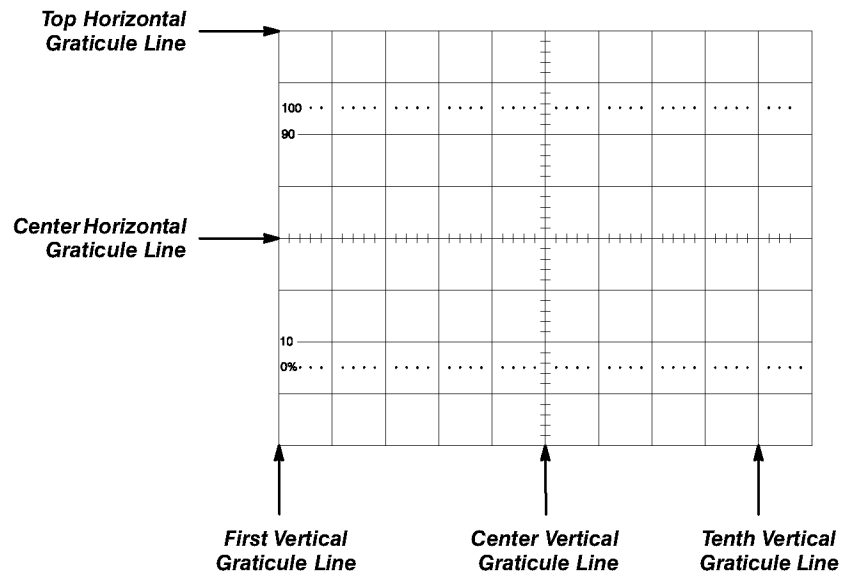 Top Horizontal
Graticule Line
100
90
Center Horizontal
Graticule Line
10
0%
First Vertical
Graticule Line
Center Vertical
Graticule Line
Tenth Vertical
Graticule Line